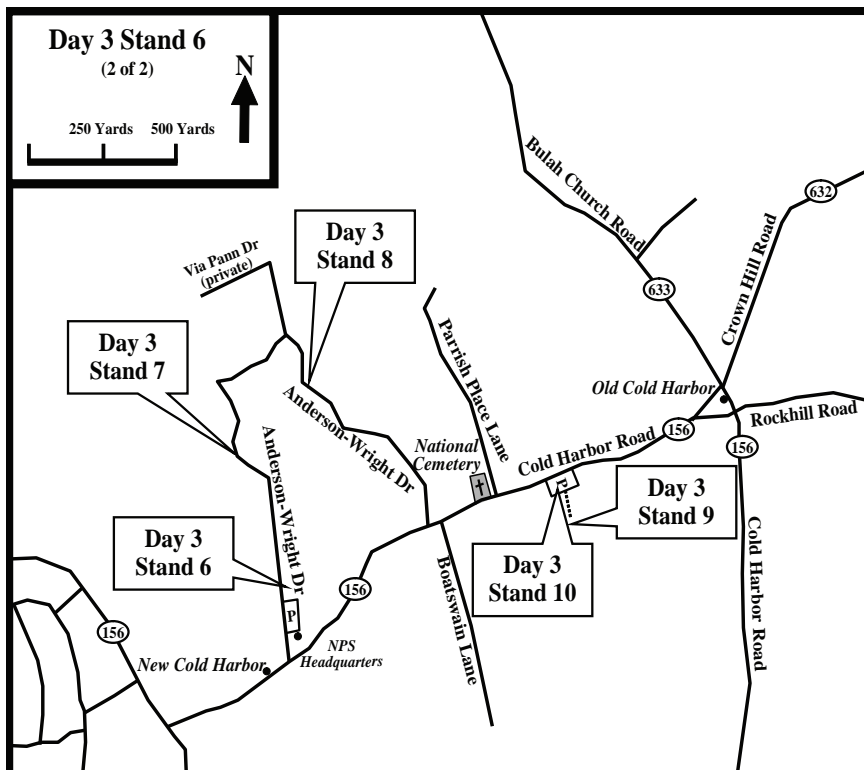 Day 3 Stand 6
(2 of 2)
N
250 Yards
500 Yards
Bulah Church Road
632
Crown Hill Road
633
Via Pann Dr
(private)
Day 3
Stand 8
Day 3
Stand 7
Parrish Place Lane
Old Cold Harbor
Anderson-Wright Dr
Rockhill Road
156
Cold Harbor Road
National
Cemetery
156
P
Day 3
Stand 9
Anderson-Wright Dr
Day 3
Stand 6
Day 3
Stand 10
Cold Harbor Road
Boatswain Lane
156
P
156
NPS
Headquarters
New Cold Harbor